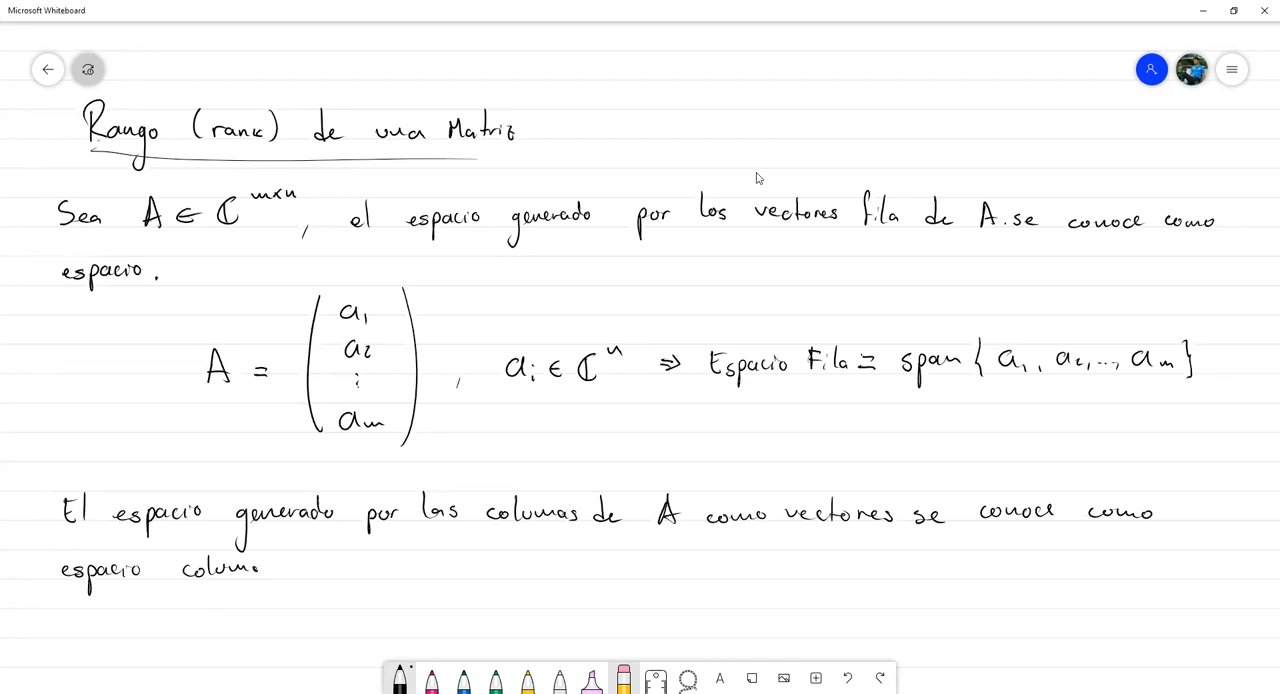 Microsoft Whiteboard
Rango (rank) de una Matriz
Sea A ∈ ℂ^{m×n}, el espacio generado por los vectores fila de A.se conoce como
espacio.
A = ( a₁ a₂ ⋮ aₘ ), aᵢ ∈ ℂⁿ ⇒ Espacio Fila = span { a₁, a₂, ..., aₘ }
El espacio generado por las columas de A como vectores se conoce como
espacio colum.